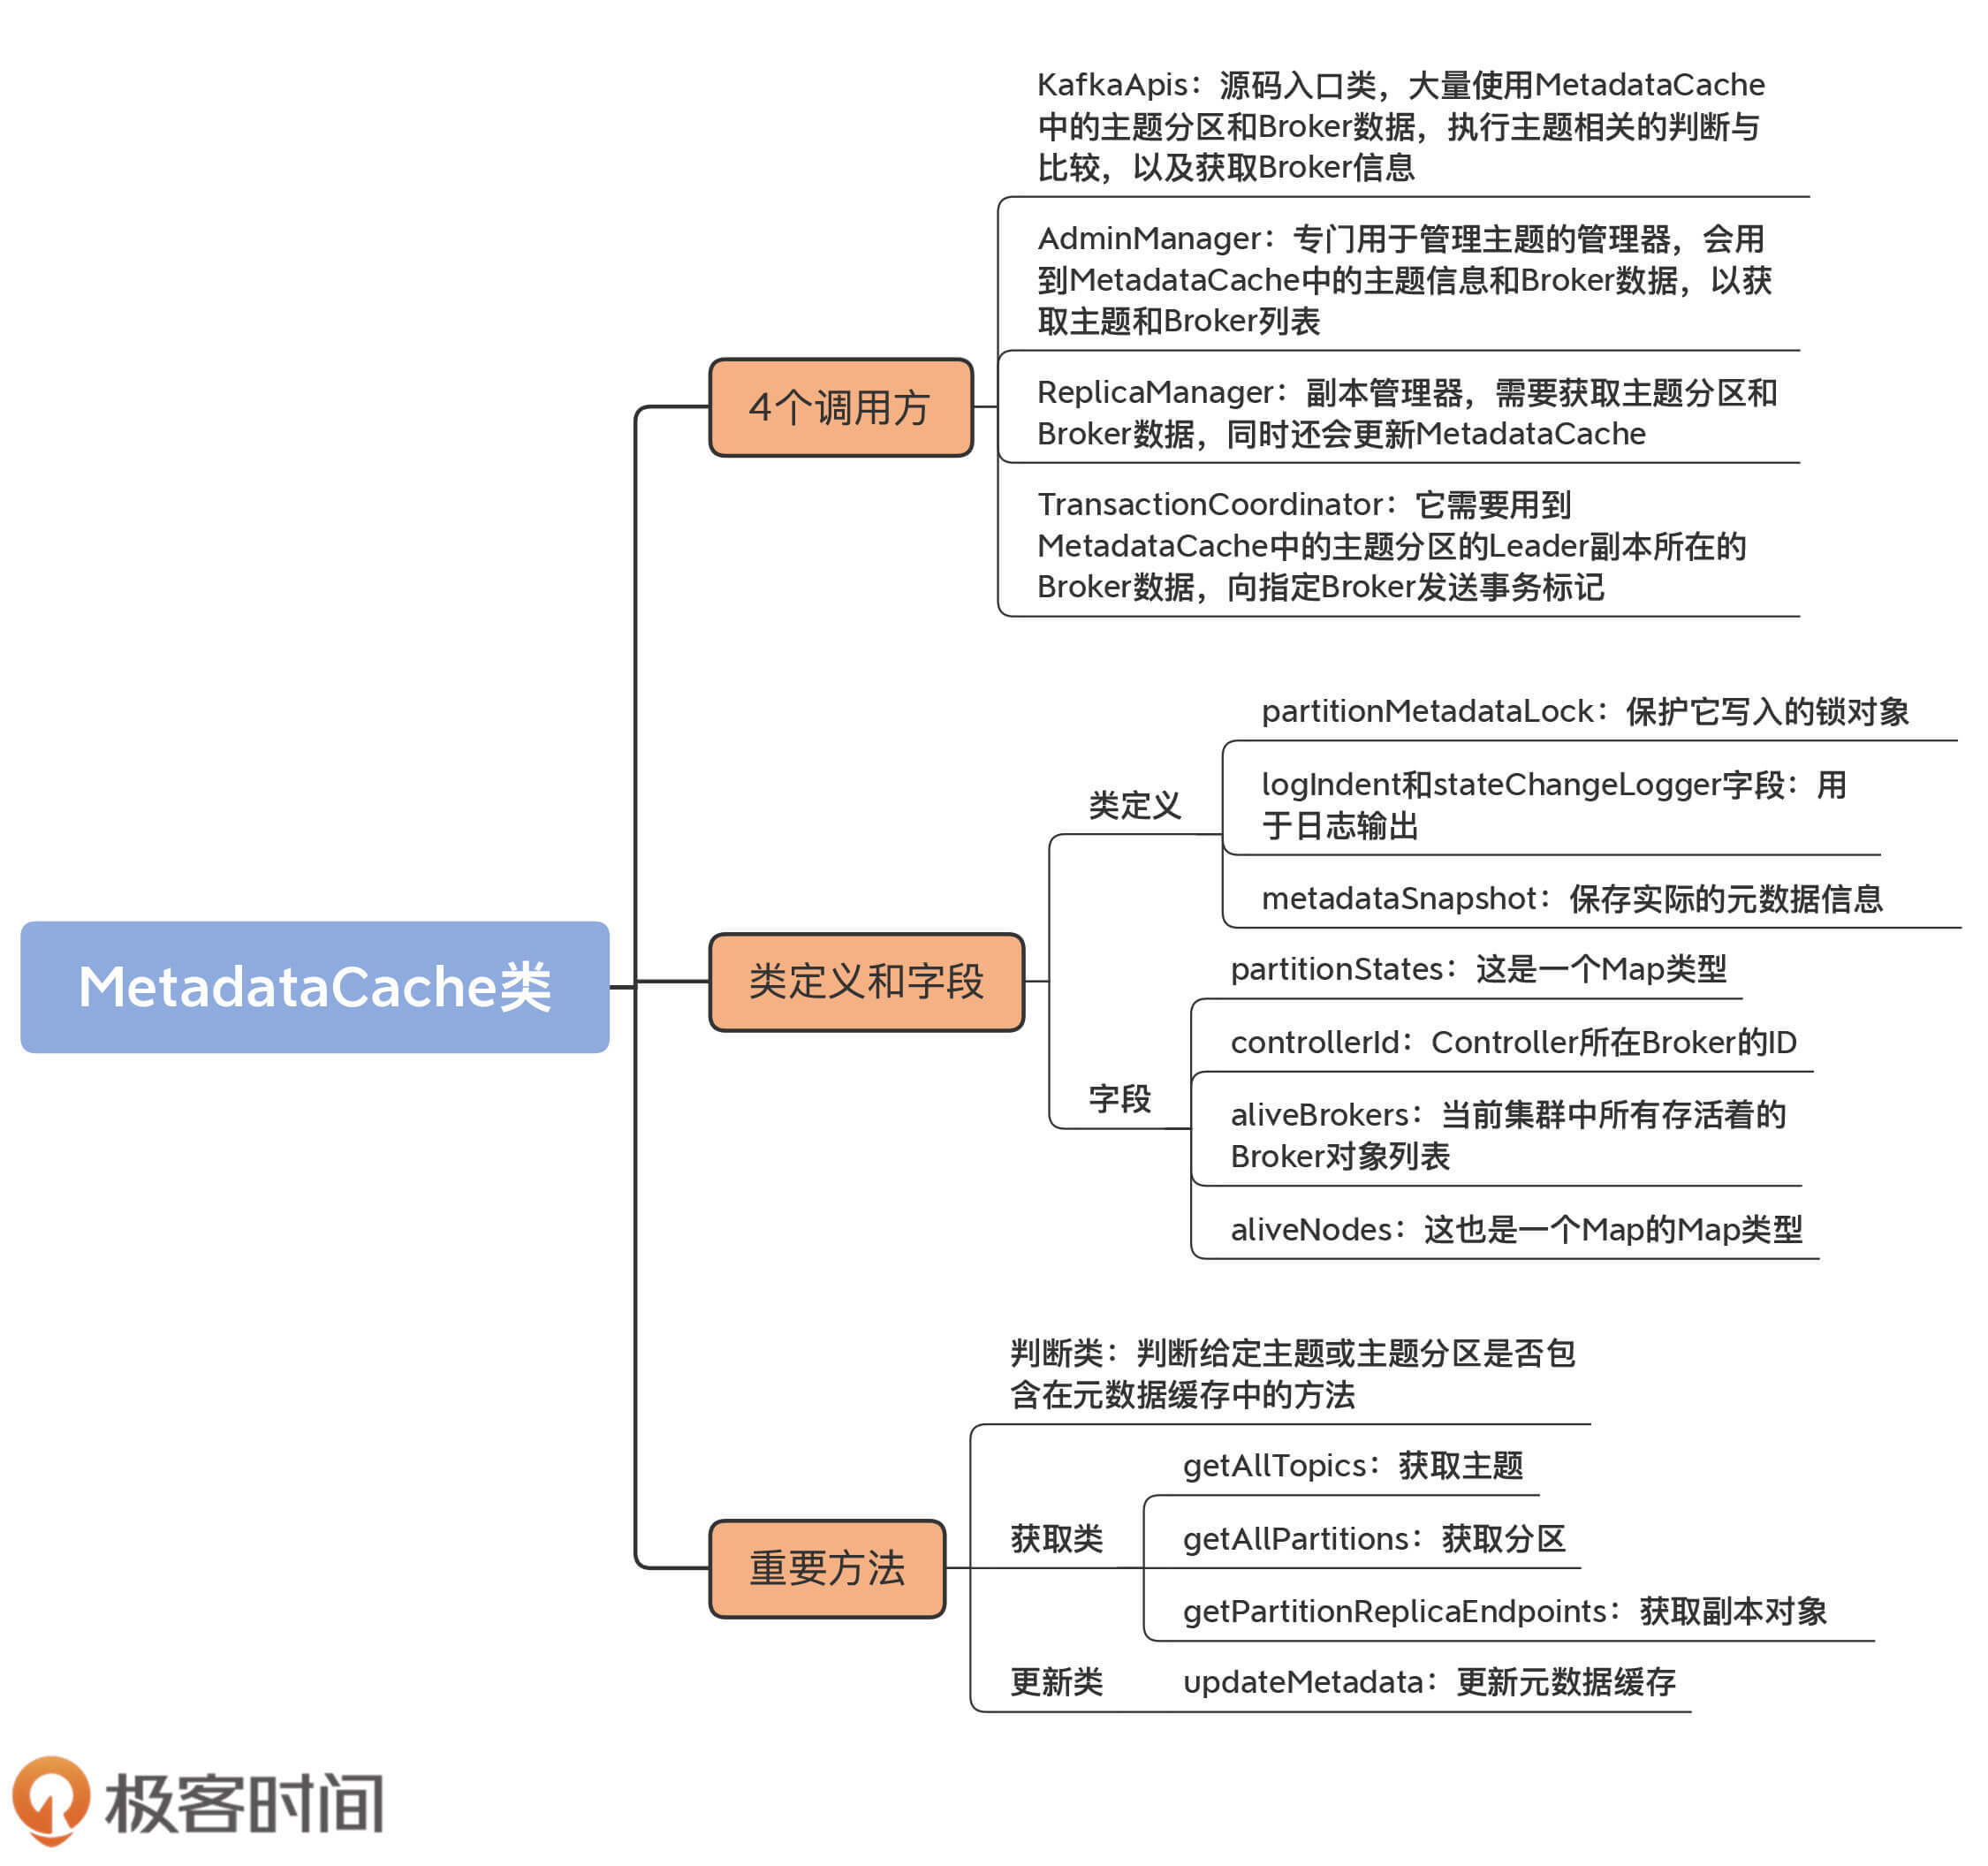 KafkaApis：源码入口类，大量使用MetadataCache
中的主题分区和Broker数据，执行主题相关的判断与
比较，以及获取Broker信息
AdminManager：专门用于管理主题的管理器，会用
到MetadataCache中的主题信息和Broker数据，以获
取主题和Broker列表
4个调用方
ReplicaManager：副本管理器，需要获取主题分区和
Broker数据，同时还会更新MetadataCache
TransactionCoordinator：它需要用到
MetadataCache中的主题分区的Leader副本所在的
Broker数据，向指定Broker发送事务标记
partitionMetadataLock：保护它写入的锁对象
类定义
logIndent和stateChangeLogger字段：用
于日志输出
metadataSnapshot：保存实际的元数据信息
MetadataCache类
类定义和字段
partitionStates：这是一个Map类型
controllerId：Controller所在Broker的ID
字段
aliveBrokers：当前集群中所有存活着的
Broker对象列表
aliveNodes：这也是一个Map的Map类型
判断类：判断给定主题或主题分区是否包
含在元数据缓存中的方法
getAllTopics：获取主题
重要方法
获取类
getAllPartitions：获取分区
getPartitionReplicaEndpoints：获取副本对象
更新类
updateMetadata：更新元数据缓存
极客时间